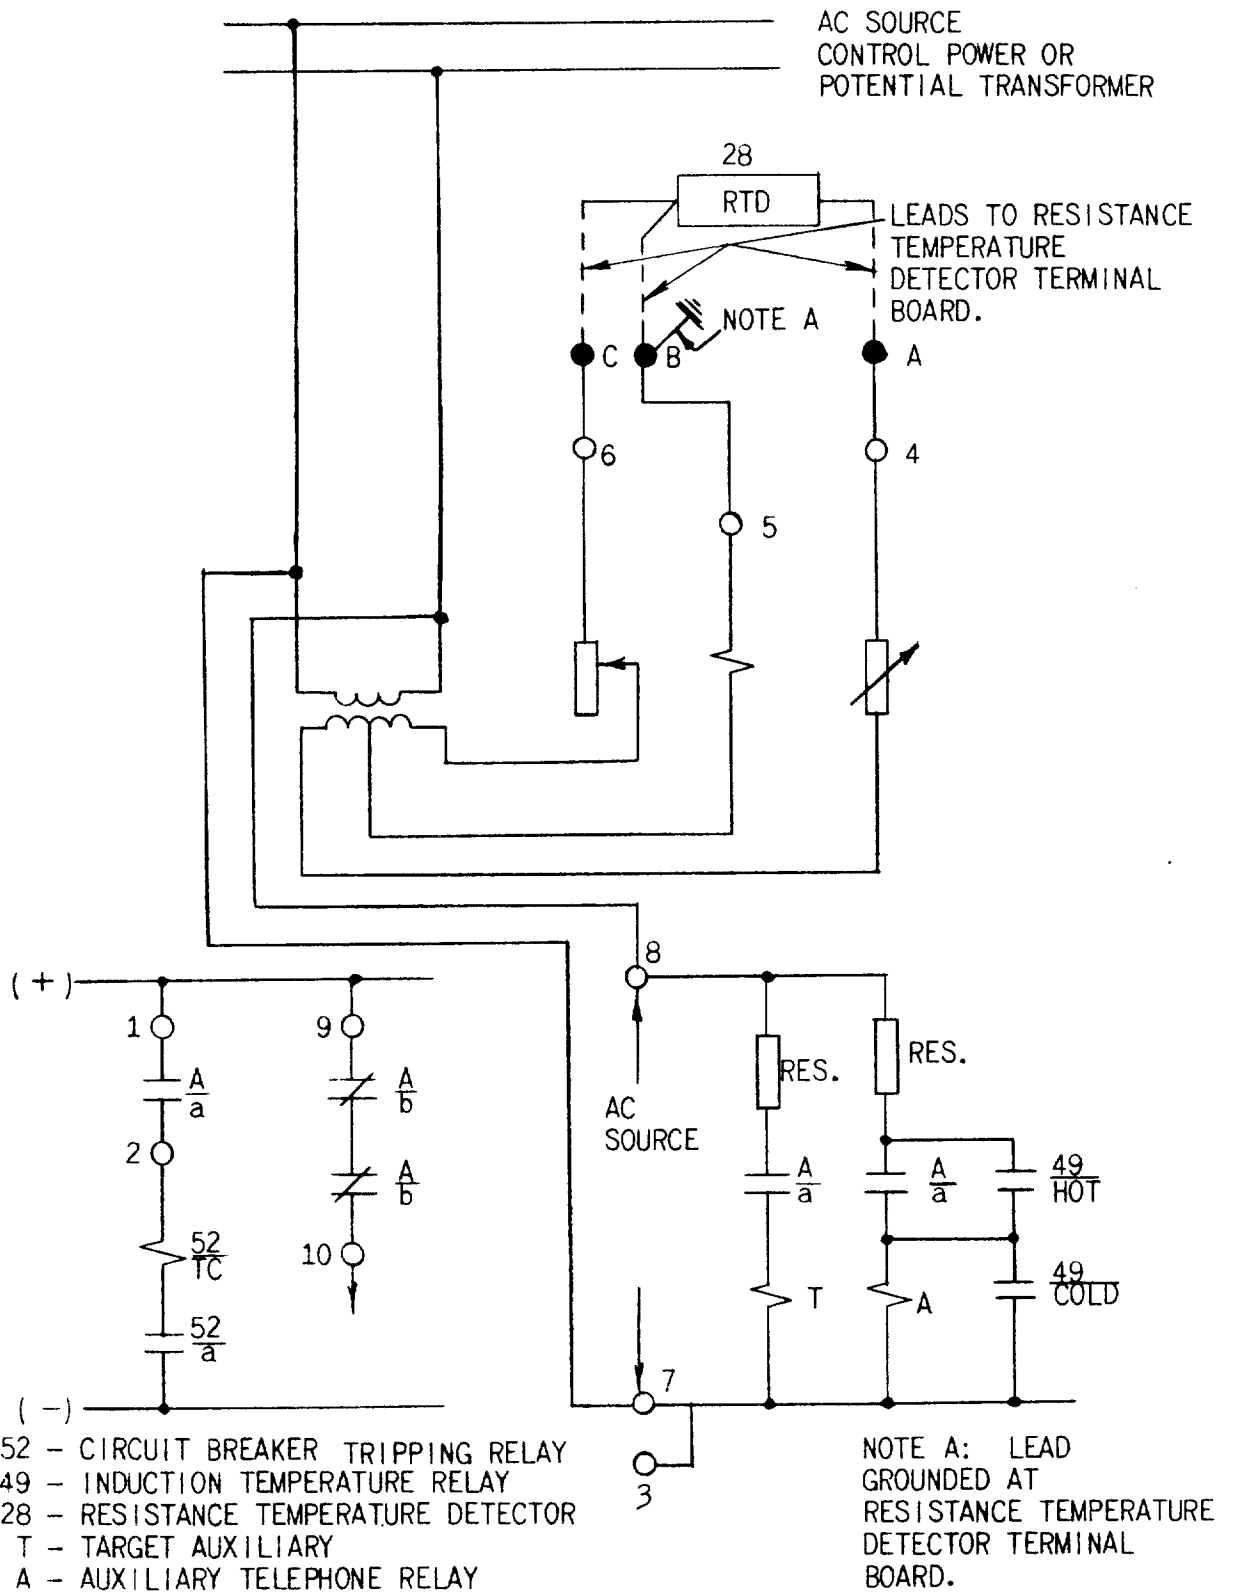 AC SOURCE
CONTROL POWER OR
POTENTIAL TRANSFORMER
28
RTD
LEADS TO RESISTANCE
TEMPERATURE
DETECTOR TERMINAL
BOARD.
NOTE A
C
B
A
6
4
5
8
(+)
1
9
RES.
RES.
A
a
A
b
AC
SOURCE
2
A
b
A
a
A
a
49
HOT
52
TC
10
T
A
49
COLD
52
a
7
(-)
3
52 - CIRCUIT BREAKER TRIPPING RELAY
49 - INDUCTION TEMPERATURE RELAY
28 - RESISTANCE TEMPERATURE DETECTOR
T - TARGET AUXILIARY
A - AUXILIARY TELEPHONE RELAY
NOTE A: LEAD
GROUNDED AT
RESISTANCE TEMPERATURE
DETECTOR TERMINAL
BOARD.